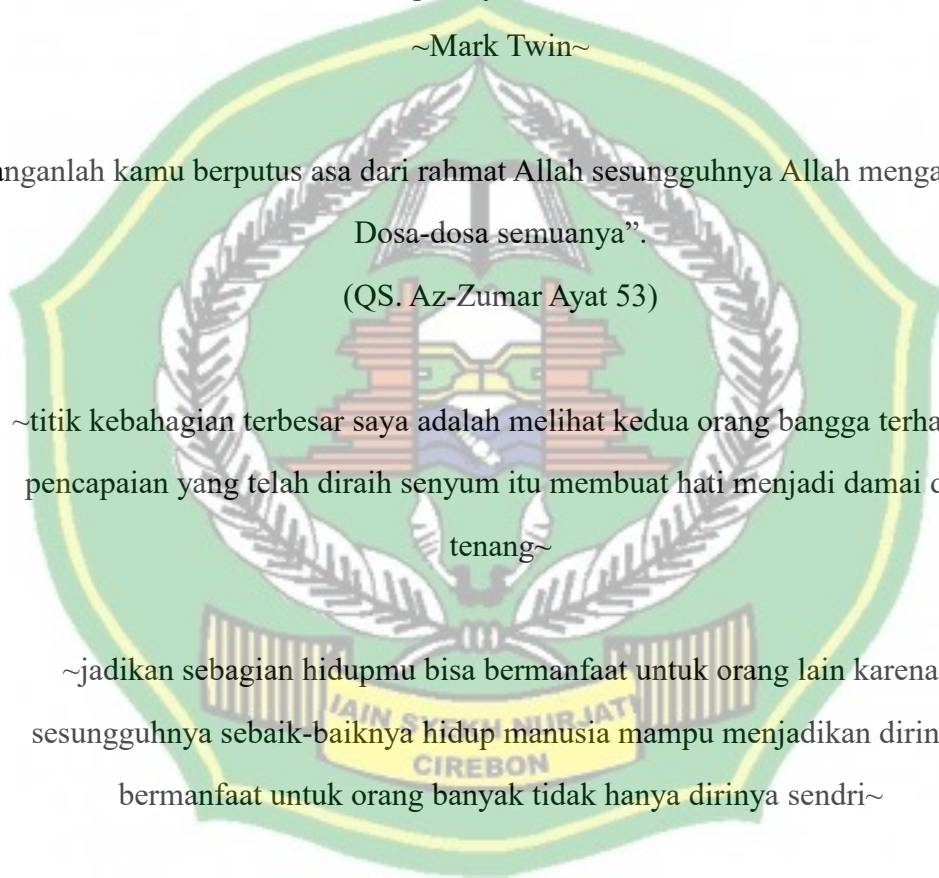 ~Mark Twin~
anganlah kamu berputus asa dari rahmat Allah sesungguhnya Allah menga
Dosa-dosa semuanya”.
(QS. Az-Zumar Ayat 53)
~titik kebahagian terbesar saya adalah melihat kedua orang bangga terha
pencapaian yang telah diraih senyum itu membuat hati menjadi damai d
tenang~
~jadikan sebagian hidupmu bisa bermanfaat untuk orang lain karena
sesungguhnya sebaik-baiknya hidup manusia mampu menjadikan dirin
bermanfaat untuk orang banyak tidak hanya dirinya sendri~
IAIN SYEKH NURJATI
CIREBON